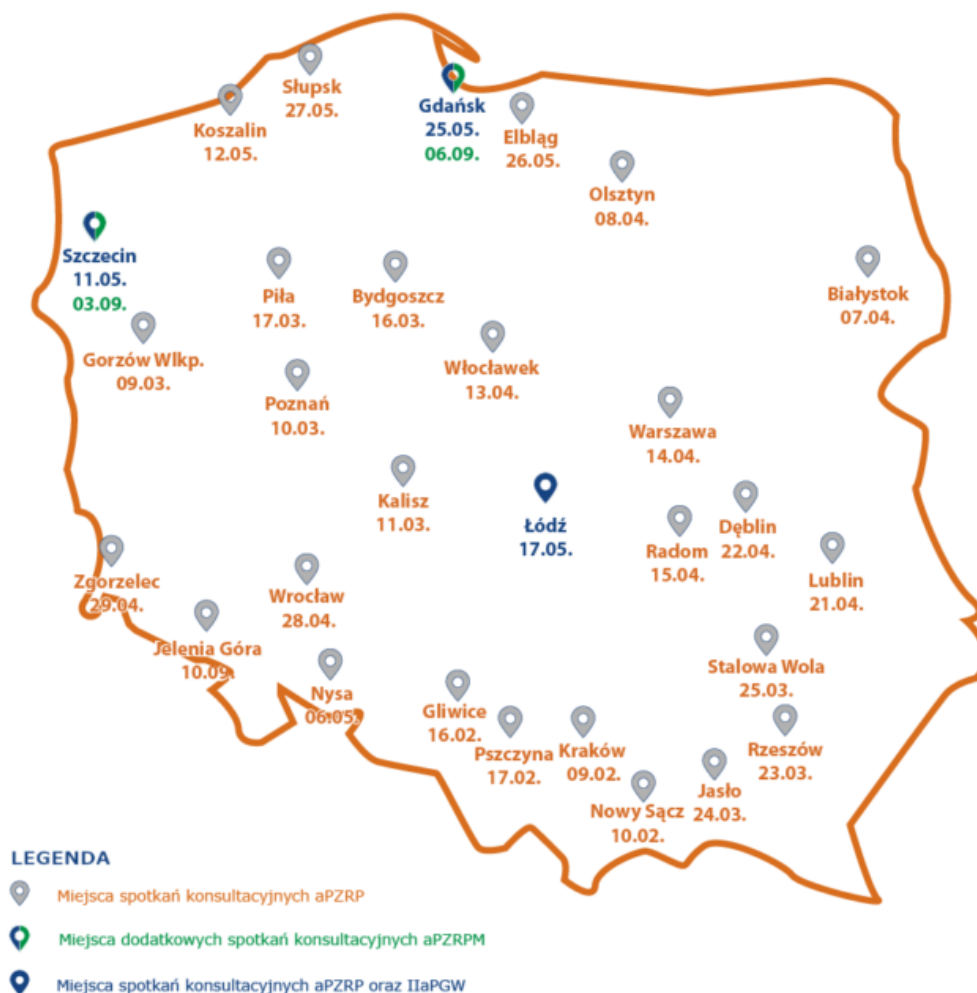 Słupsk
27.05.
Koszalin
12.05.
Gdańsk
25.05.
06.09.
Elbląg
26.05.
Olsztyn
08.04.
Szczecin
11.05.
03.09.
Piła
17.03.
Bydgoszcz
16.03.
Białystok
07.04.
Gorzów Wlkp.
09.03.
Włocławek
13.04.
Poznań
10.03.
Warszawa
14.04.
Kalisz
11.03.
Łódź
17.05.
Dęblin
22.04.
Radom
15.04.
Lublin
21.04.
Zgorzelec
29.04.
Wrocław
28.04.
Jelenia Góra
10.09.
Nysa
06.05.
Stalowa Wola
25.03.
Gliwice
16.02.
Pszczyna
17.02.
Kraków
09.02.
Rzeszów
23.03.
Jasło
24.03.
Nowy Sącz
10.02.
LEGENDA
Miejsca spotkań konsultacyjnych aPZRP
Miejsca dodatkowych spotkań konsultacyjnych aPZRPM
Miejsca spotkań konsultacyjnych aPZRP oraz IIaPGW